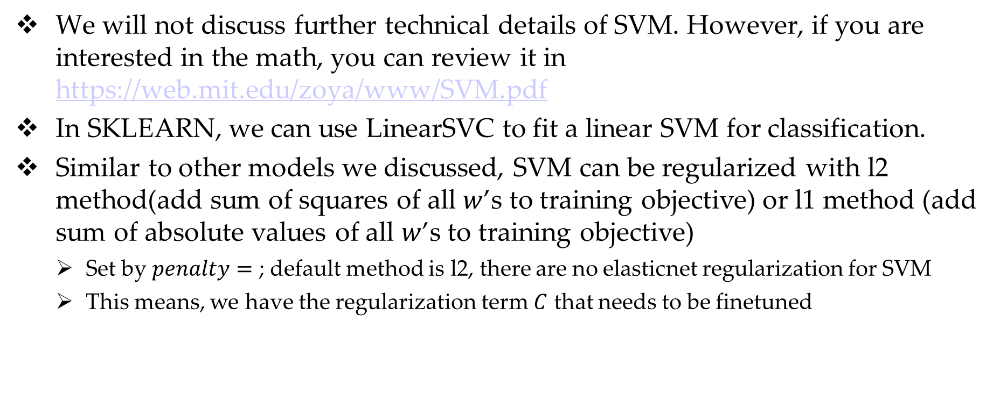 ❖ We will not discuss further technical details of SVM. However, if you are
interested in the math, you can review it in
https://web.mit.edu/zoya/www/SVM.pdf
❖ In SKLEARN, we can use LinearSVC to fit a linear SVM for classification.
❖ Similar to other models we discussed, SVM can be regularized with l2
method(add sum of squares of all w's to training objective) or l1 method (add
sum of absolute values of all w's to training objective)
➢ Set by penalty = ; default method is l2, there are no elasticnet regularization for SVM
➢ This means, we have the regularization term C that needs to be finetuned